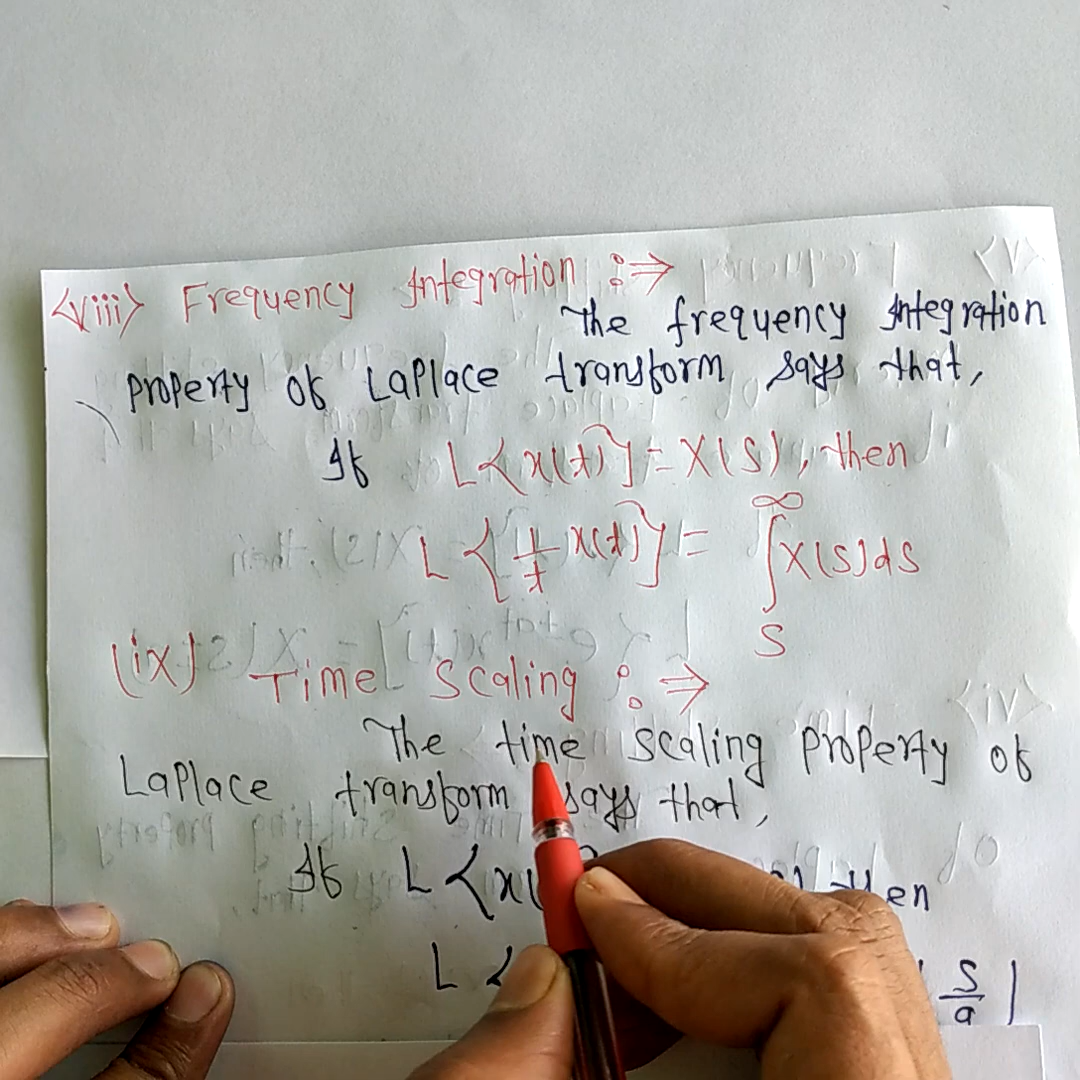 <viii> Frequency Integration :⇒
The frequency Integration
property of Laplace transform says that,
If L{x(t)} = X(S), then
L{1/t x(t)} = ∫_S^∞ X(S)dS
(ix) Time Scaling :⇒
The time scaling property of
Laplace transform says that,
If L{x( then
L{ S/a)